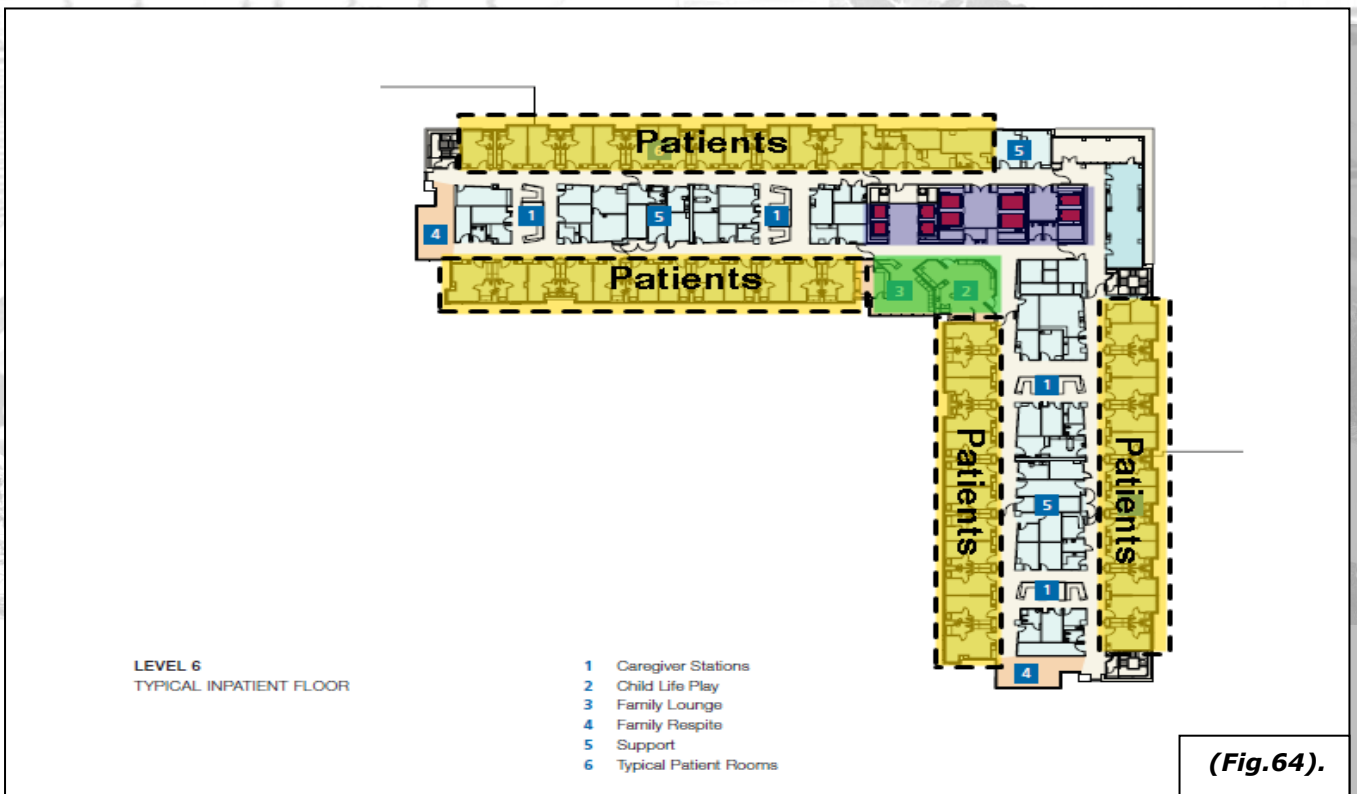 Patients
5
1
5
1
4
Patients
3
2
1
Patients
Patients
5
1
4
LEVEL 6
TYPICAL INPATIENT FLOOR
1 Caregiver Stations
2 Child Life Play
3 Family Lounge
4 Family Respite
5 Support
6 Typical Patient Rooms
(Fig.64).